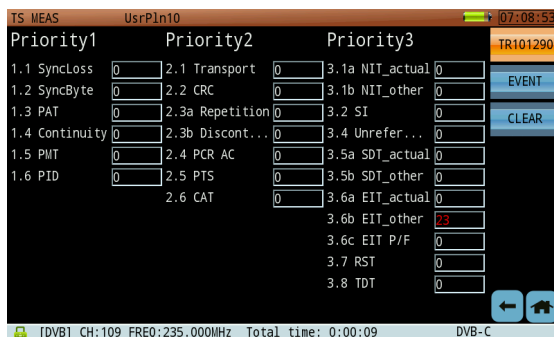 TS MEAS UsrPln10 07:08:53
Priority1 Priority2 Priority3
TR101290
EVENT
CLEAR
1.1 SyncLoss 0 2.1 Transport 0 3.1a NIT_actual 0
1.2 SyncByte 0 2.2 CRC 0 3.1b NIT_other 0
1.3 PAT 0 2.3a Repetition 0 3.2 SI 0
1.4 Continuity 0 2.3b Discont... 0 3.4 Unrefer... 0
1.5 PMT 0 2.4 PCR AC 0 3.5a SDT_actual 0
1.6 PID 0 2.5 PTS 0 3.5b SDT_other 0
2.6 CAT 0 3.6a EIT_actual 0
3.6b EIT_other 23
3.6c EIT P/F 0
3.7 RST 0
3.8 TDT 0
[DVB] CH:109 FREQ:235.000MHz Total time: 0:00:09 DVB-C